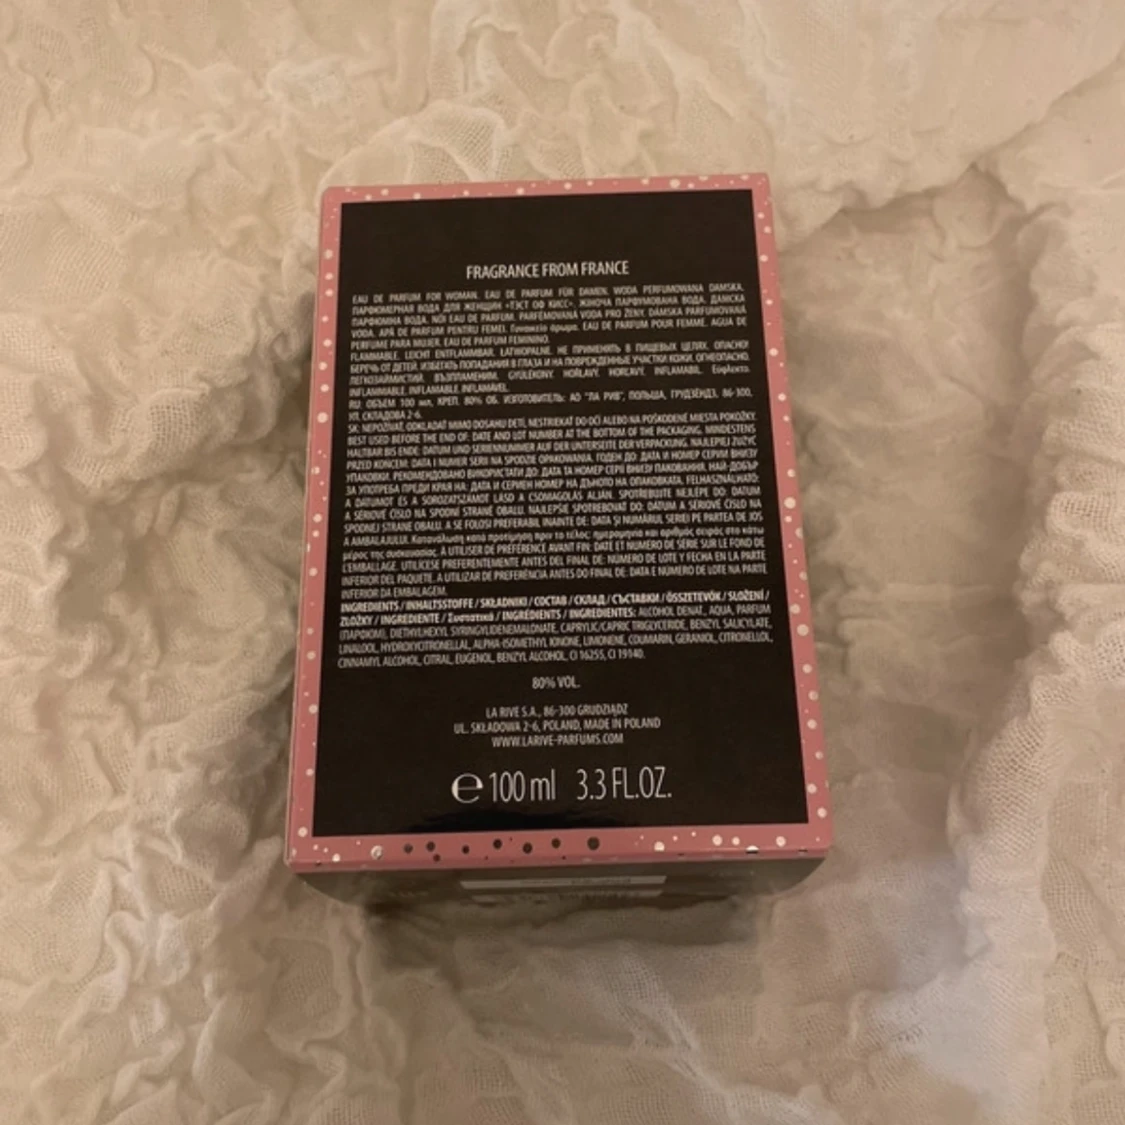 FRAGRANCE FROM FRANCE
EAU DE PARFUM FOR WOMAN. EAU DE PARFUM FÜR DAMEN. WODA PERFUMOWANA DAMSKA.
ПАРФЮМЕРНАЯ ВОДА ДЛЯ ЖЕНЩИН «ТЭСТ ОФ КИСС». ЖІНОЧА ПАРФУМОВАНА ВОДА. ДАМСКА
ПАРФЮМНА ВОДА. NŐI EAU DE PARFUM. PARFÉMOVANÁ VODA PRO ŽENY. DÁMSKA PARFUMOVANÁ
VODA. APĂ DE PARFUM PENTRU FEMEI. Γυναικείο άρωμα. EAU DE PARFUM POUR FEMME. AGUA DE
PERFUME PARA MUJER. EAU DE PARFUM FEMININO.
FLAMMABLE. LEICHT ENTFLAMMBAR. ŁATWOPALNE. НЕ ПРИМЕНЯТЬ В ПИЩЕВЫХ ЦЕЛЯХ. ОПАСНО!
БЕРЕЧЬ ОТ ДЕТЕЙ. ИЗБЕГАТЬ ПОПАДАНИЯ В ГЛАЗА И НА ПОВРЕЖДЕННЫЕ УЧАСТКИ КОЖИ. ОГНЕОПАСНО.
ЛЕГКОЗАЙМИСТИЙ. ВЪЗПЛАМЕНИМ. GYÚLÉKONY. HOŘLAVÝ. HORĽAVÝ. INFLAMABIL. Εύφλεκτο.
INFLAMMABLE. INFLAMABLE. INFLAMÁVEL.
RU: ОБЪЕМ 100 мл, КРЕП. 80% ОБ. ИЗГОТОВИТЕЛЬ: АО "ЛА РИВ", ПОЛЬША, ГРУДЗЁНДЗ, 86-300,
УЛ. СКЛАДОВА 2-6.
SK: NEPOŽÍVAŤ. ODKLADAŤ MIMO DOSAHU DETÍ, NESTRIEKAŤ DO OČÍ ALEBO NA POŠKODENÉ MIESTA POKOŽKY.
BEST USED BEFORE THE END OF: DATE AND LOT NUMBER AT THE BOTTOM OF THE PACKAGING. MINDESTENS
HALTBAR BIS ENDE: DATUM UND SERIENNUMMER AUF DER UNTERSEITE DER VERPACKUNG. NAJLEPIEJ ZUŻYĆ
PRZED KOŃCEM: DATA I NUMER SERII NA SPODZIE OPAKOWANIA. ГОДЕН ДО: ДАТА И НОМЕР СЕРИИ ВНИЗУ
УПАКОВКИ. РЕКОМЕНДОВАНО ВИКОРИСТАТИ ДО: ДАТА ТА НОМЕР СЕРІЇ ВНИЗУ ПАКОВАННЯ. НАЙ-ДОБЪР
ЗА УПОТРЕБА ПРЕДИ КРАЯ НА: ДАТА И СЕРИЕН НОМЕР НА ДЪНОТО НА ОПАКОВКАТА. FELHASZNÁLHATÓ:
A DÁTUMOT ÉS A SOROZATSZÁMOT LÁSD A CSOMAGOLÁS ALJÁN. SPOTŘEBUJTE NEJLÉPE DO: DATUM
A SÉRIOVÉ ČÍSLO NA SPODNÍ STRANĚ OBALU. NAJLEPŠIE SPOTREBOVAŤ DO: DÁTUM A SÉRIOVÉ ČÍSLO NA
SPODNEJ STRANE OBALU. A SE FOLOSI PREFERABIL ÎNAINTE DE: DATA ȘI NUMĂRUL SERIEI PE PARTEA DE JOS
A AMBALAJULUI. Κατανάλωση κατά προτίμηση πριν το τέλος: ημερομηνία και αριθμός σειράς στο κάτω
μέρος της συσκευασίας. À UTILISER DE PRÉFÉRENCE AVANT FIN: DATE ET NUMÉRO DE SÉRIE SUR LE FOND DE
L'EMBALLAGE. UTILÍCESE PREFERENTEMENTE ANTES DEL FINAL DE: NÚMERO DE LOTE Y FECHA EN LA PARTE
INFERIOR DEL PAQUETE. A UTILIZAR DE PREFERÊNCIA ANTES DO FINAL DE: DATA E NÚMERO DE LOTE NA PARTE
INFERIOR DA EMBALAGEM.
INGREDIENTS / INHALTSSTOFFE / SKŁADNIKI / СОСТАВ / СКЛАД / СЪСТАВКИ / ÖSSZETEVŐK / SLOŽENÍ /
ZLOŽKY / INGREDIENTE / Συστατικά / INGRÉDIENTS / INGREDIENTES: ALCOHOL DENAT., AQUA, PARFUM
(ПАРФЮМ), DIETHYLHEXYL SYRINGYLIDENEMALONATE, CAPRYLIC/CAPRIC TRIGLYCERIDE, BENZYL SALICYLATE,
LINALOOL, HYDROXYCITRONELLAL, ALPHA-ISOMETHYL IONONE, LIMONENE, COUMARIN, GERANIOL, CITRONELLOL,
CINNAMYL ALCOHOL, CITRAL, EUGENOL, BENZYL ALCOHOL, CI 16255, CI 19140.
80% VOL.
LA RIVE S.A., 86-300 GRUDZIĄDZ
UL. SKŁADOWA 2-6, POLAND, MADE IN POLAND
WWW.LARIVE-PARFUMS.COM
℮ 100 ml 3.3 FL.OZ.